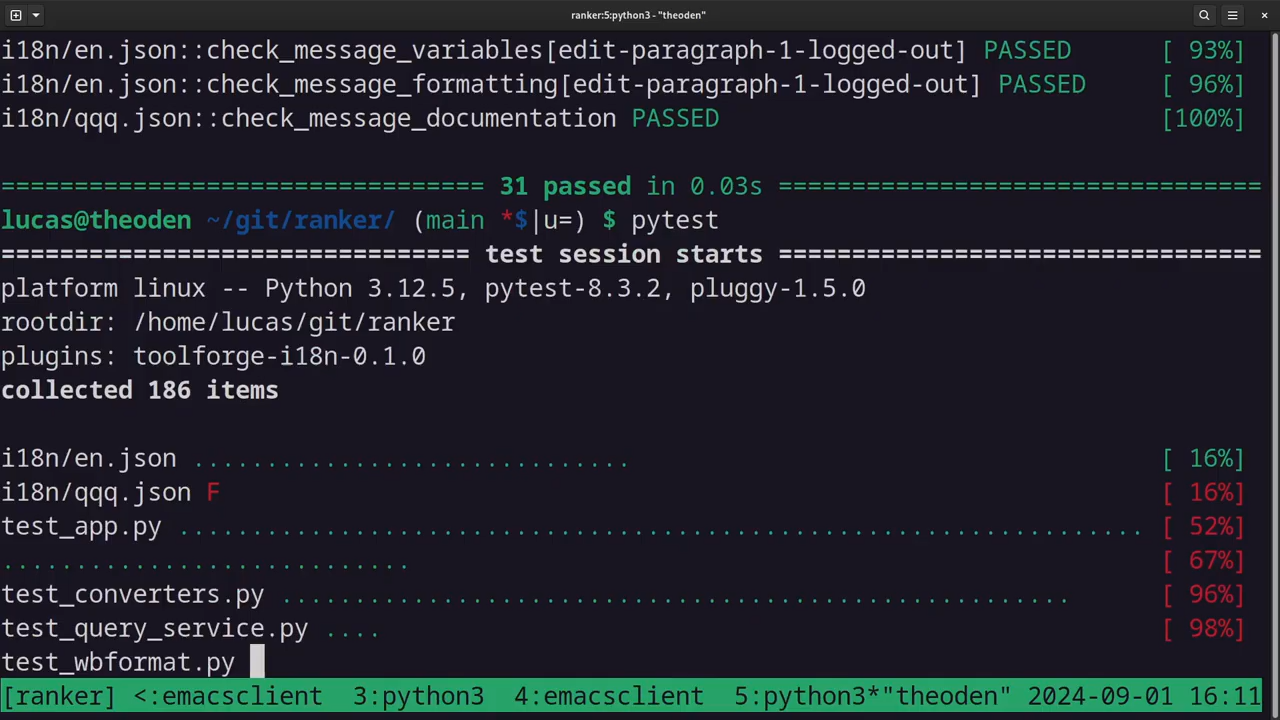 ranker:5:python3 - "theoden"
i18n/en.json::check_message_variables[edit-paragraph-1-logged-out] PASSED [ 93%]
i18n/en.json::check_message_formatting[edit-paragraph-1-logged-out] PASSED [ 96%]
i18n/qqq.json::check_message_documentation PASSED [100%]
================================= 31 passed in 0.03s =================================
lucas@theoden ~/git/ranker/ (main *$|u=) $ pytest
================================ test session starts =================================
platform linux -- Python 3.12.5, pytest-8.3.2, pluggy-1.5.0
rootdir: /home/lucas/git/ranker
plugins: toolforge-i18n-0.1.0
collected 186 items
i18n/en.json .............................. [ 16%]
i18n/qqq.json F [ 16%]
test_app.py .................................................................. [ 52%]
............................ [ 67%]
test_converters.py ...................................................... [ 96%]
test_query_service.py .... [ 98%]
test_wbformat.py
[ranker] <:emacsclient 3:python3 4:emacsclient 5:python3*"theoden" 2024-09-01 16:11